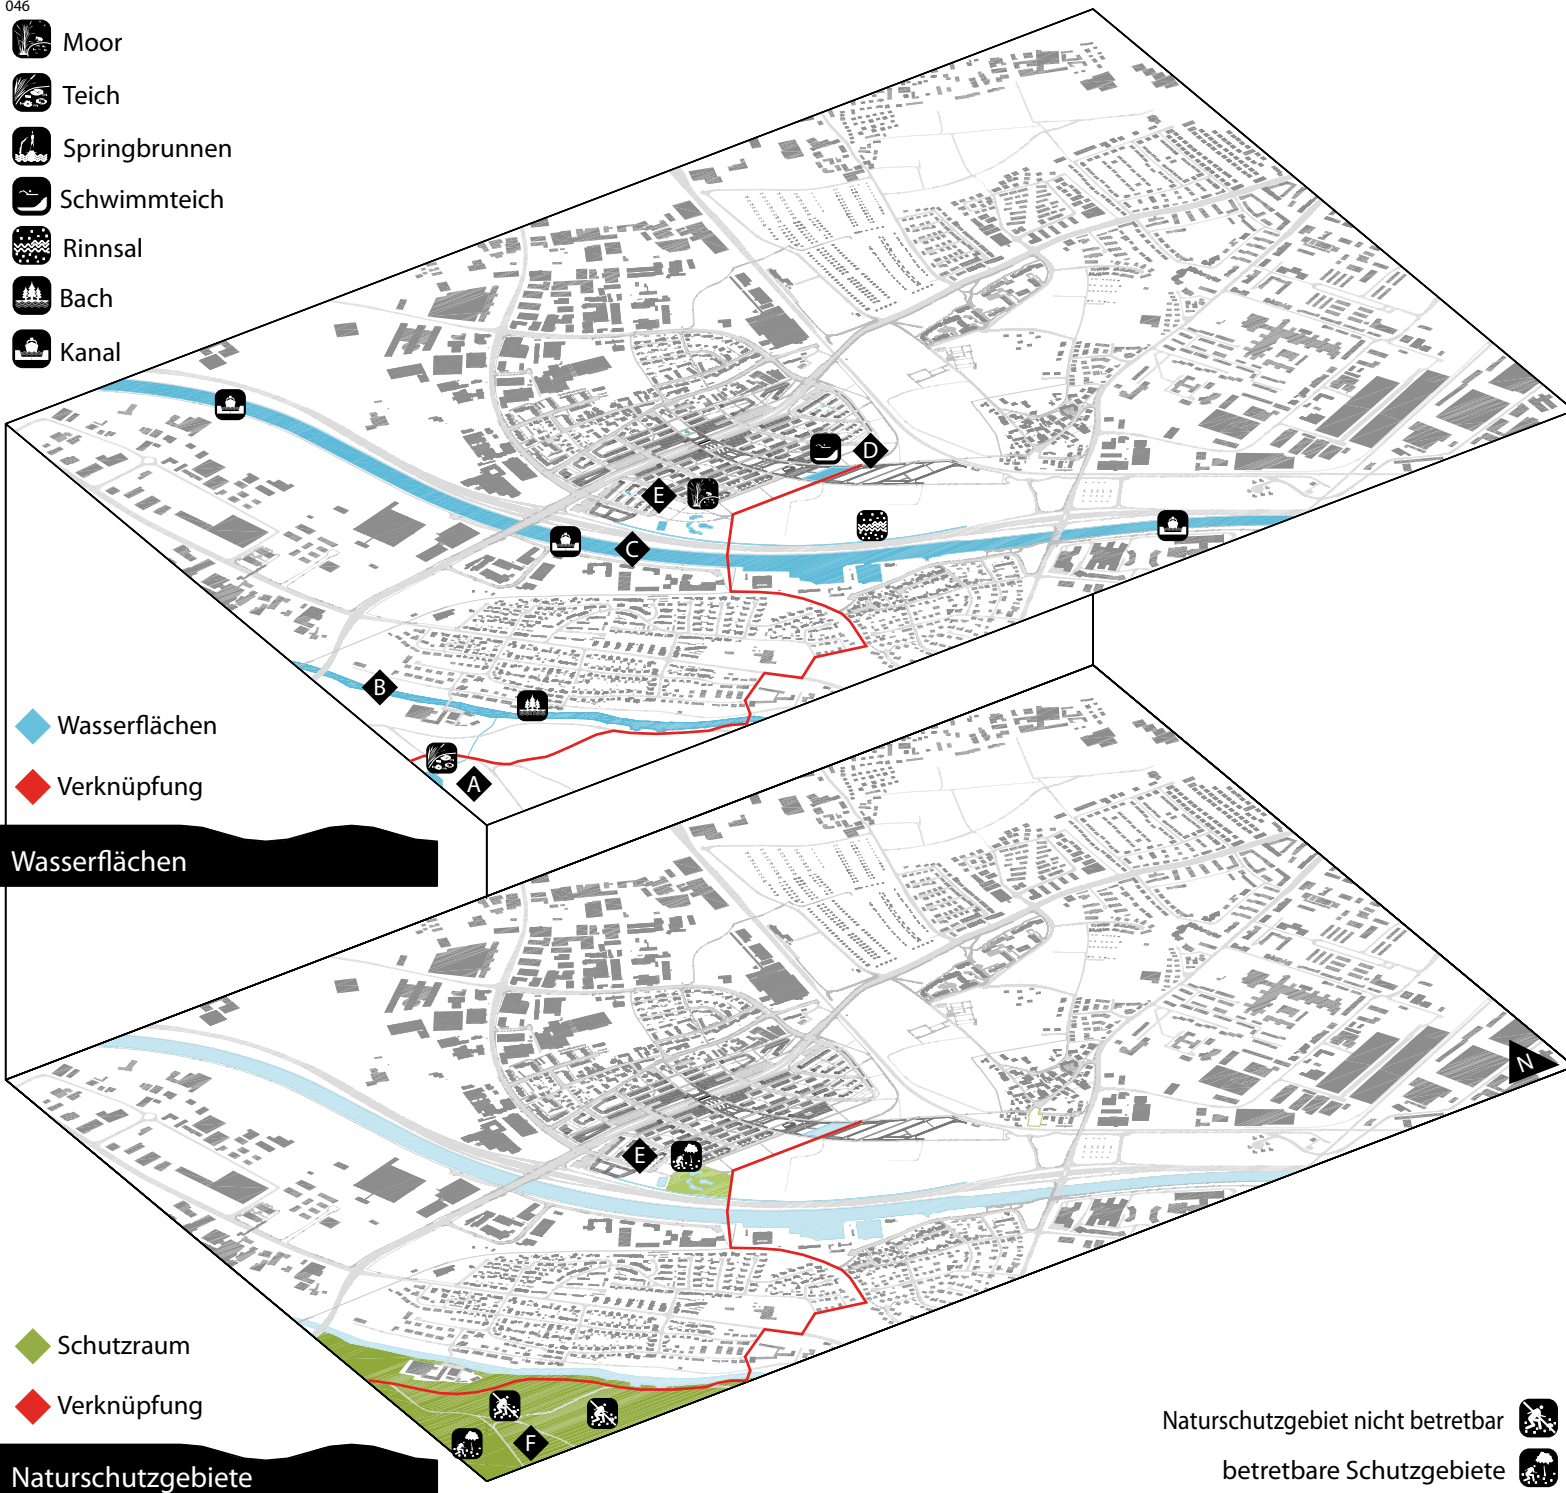 046
Moor
Teich
Springbrunnen
Schwimmteich
Rinnsal
Bach
Kanal
D
E
C
B
A
Wasserflächen
Verknüpfung
Wasserflächen
N
E
Schutzraum
Verknüpfung
F
Naturschutzgebiet nicht betretbar
betretbare Schutzgebiete
Naturschutzgebiete